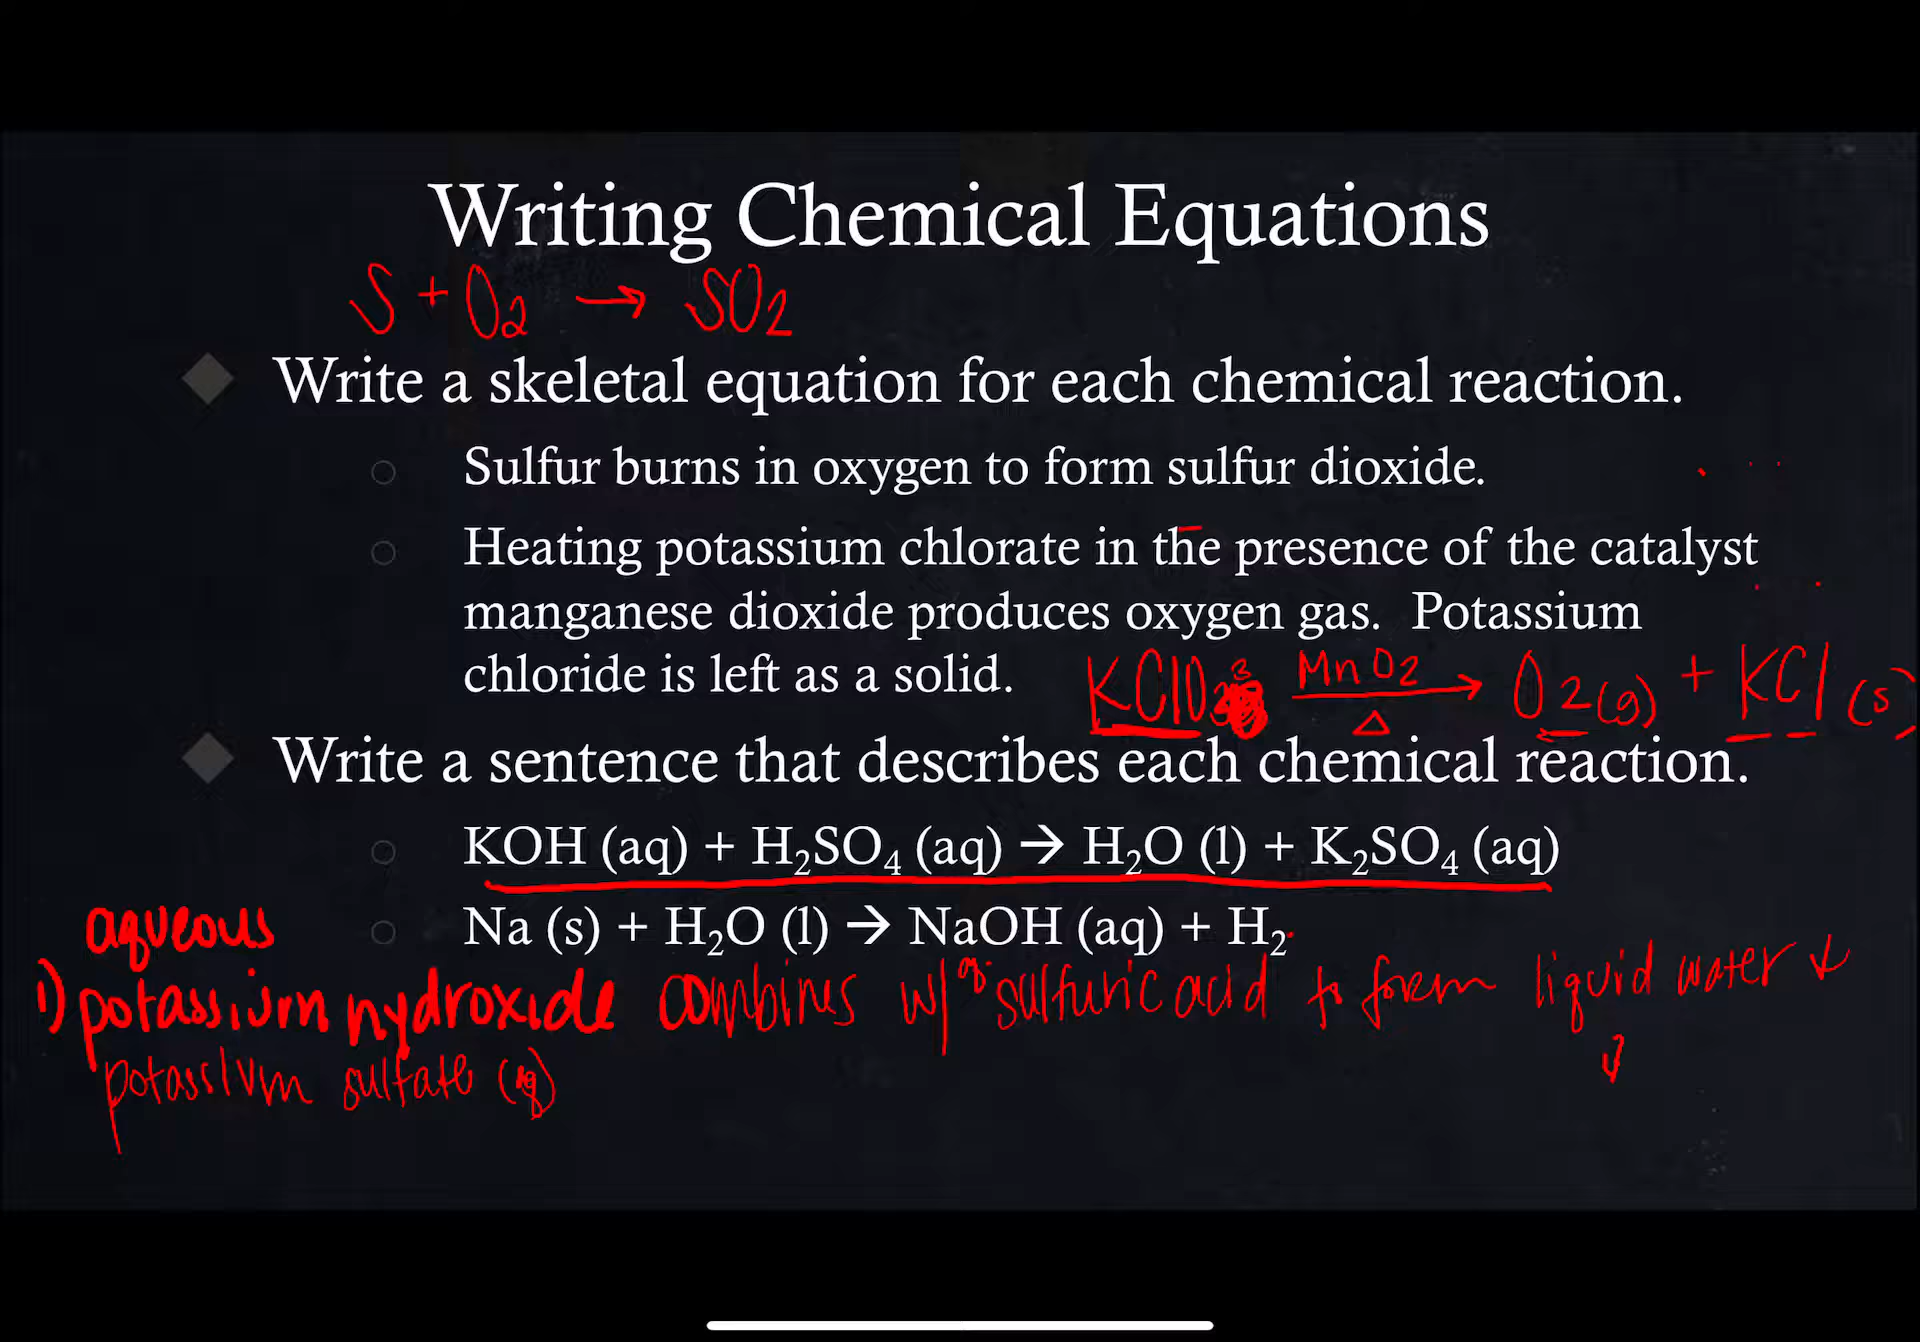 Writing Chemical Equations
S + O2 → SO2
Write a skeletal equation for each chemical reaction.
Sulfur burns in oxygen to form sulfur dioxide.
Heating potassium chlorate in the presence of the catalyst
manganese dioxide produces oxygen gas. Potassium
chloride is left as a solid.
KClO3 MnO2 → Δ O2(g) + KCl (s)
Write a sentence that describes each chemical reaction.
KOH (aq) + H₂SO₄ (aq) → H₂O (l) + K₂SO₄ (aq)
Na (s) + H₂O (l) → NaOH (aq) + H₂
aqueous
1) potassium hydroxide combines w/ aq. sulfuric acid to form liquid water &
potassium sulfate (aq)